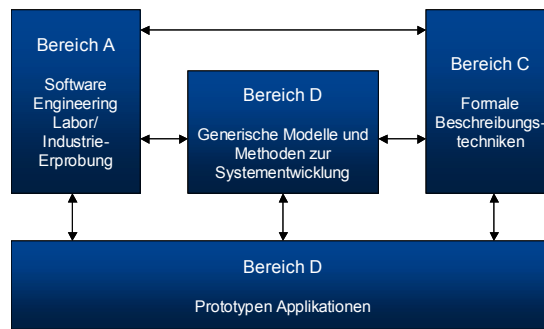 Bereich A
Software
Engineering
Labor/
Industrie-
Erprobung
Bereich D
Generische Modelle und
Methoden zur
Systementwicklung
Bereich C
Formale
Beschreibungs-
techniken
Bereich D
Prototypen Applikationen